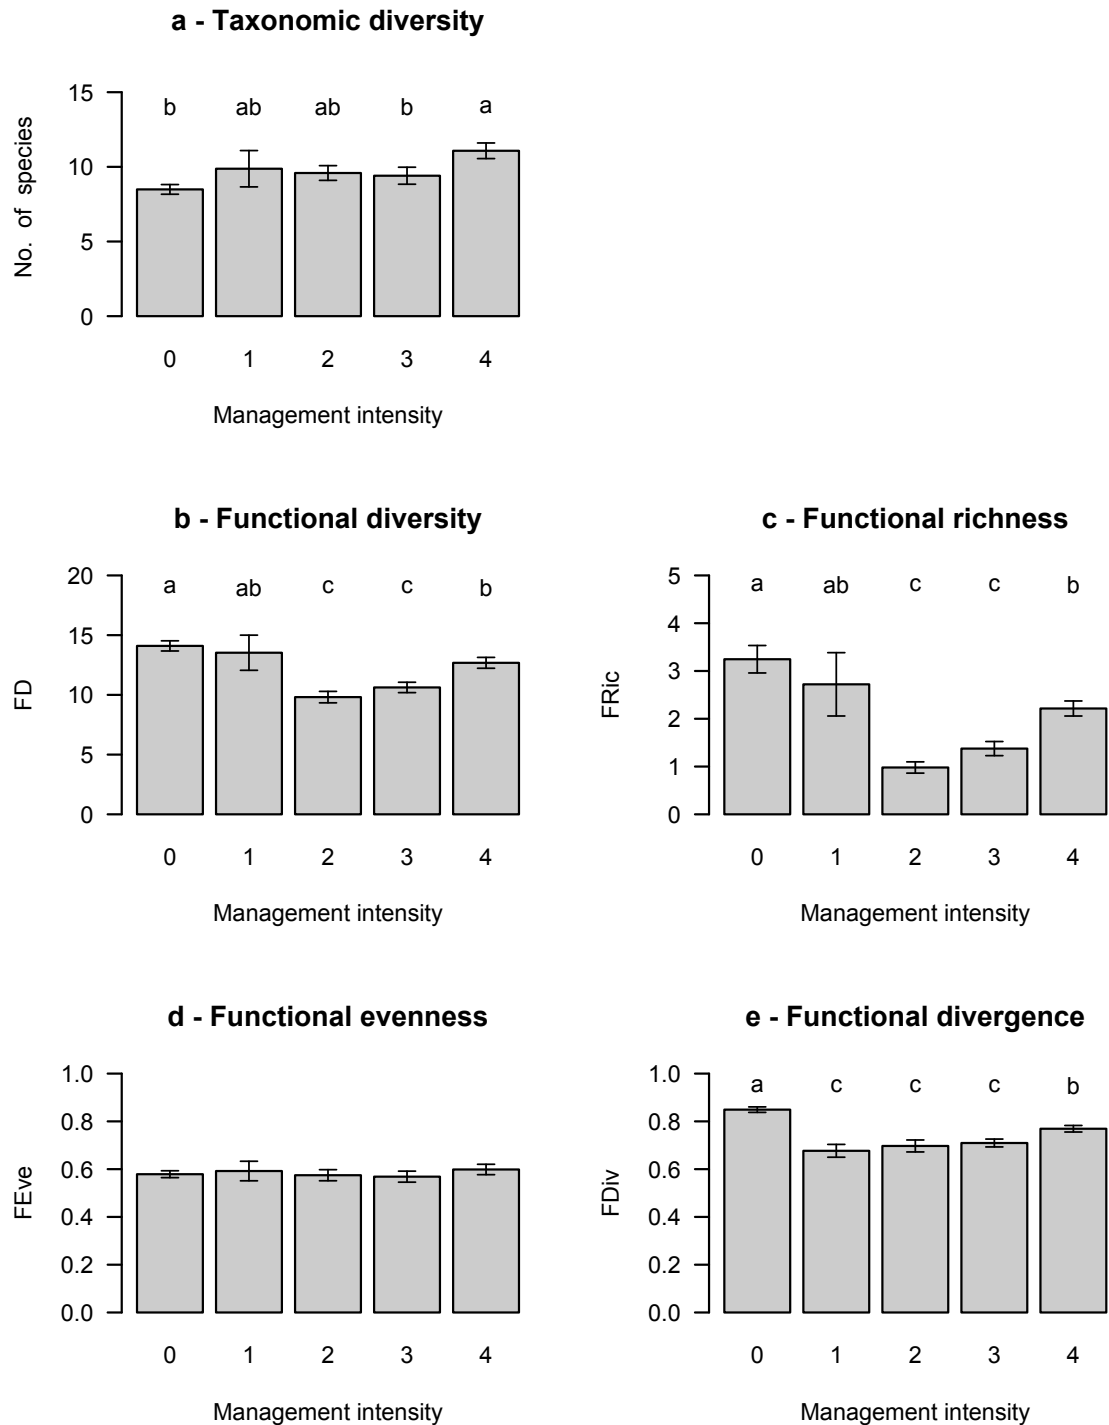 a - Taxonomic diversity
No. of species
15
10
5
0
b ab ab b a
0 1 2 3 4
Management intensity
b - Functional diversity
FD
20
15
10
5
0
a ab c c b
0 1 2 3 4
Management intensity
c - Functional richness
FRic
5
4
3
2
1
0
a ab c c b
0 1 2 3 4
Management intensity
d - Functional evenness
FEve
1.0
0.8
0.6
0.4
0.2
0.0
0 1 2 3 4
Management intensity
e - Functional divergence
FDiv
1.0
0.8
0.6
0.4
0.2
0.0
a c c c b
0 1 2 3 4
Management intensity